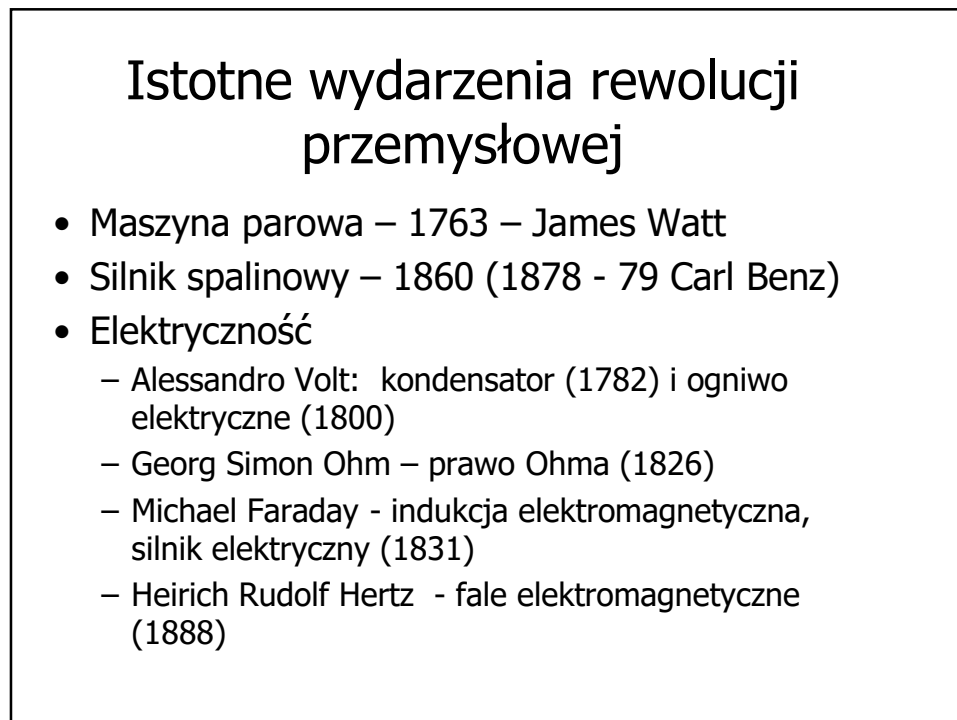 Istotne wydarzenia rewolucji
przemysłowej
• Maszyna parowa – 1763 – James Watt
• Silnik spalinowy – 1860 (1878 - 79 Carl Benz)
• Elektryczność
– Alessandro Volt:  kondensator (1782) i ogniwo
elektryczne (1800)
– Georg Simon Ohm – prawo Ohma (1826)
– Michael Faraday - indukcja elektromagnetyczna,
silnik elektryczny (1831)
– Heirich Rudolf Hertz  - fale elektromagnetyczne
(1888)